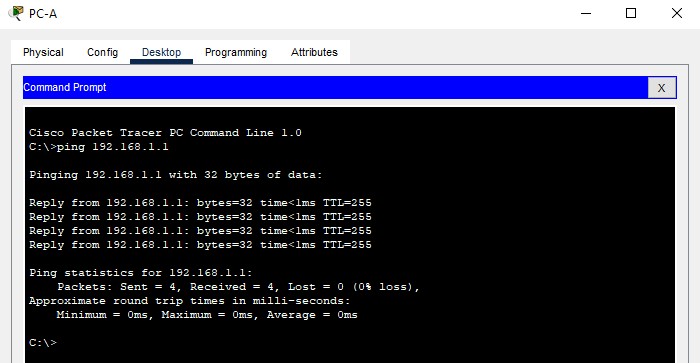 PC-A
Physical Config Desktop Programming Attributes
Command Prompt X
Cisco Packet Tracer PC Command Line 1.0
C:\>ping 192.168.1.1
Pinging 192.168.1.1 with 32 bytes of data:
Reply from 192.168.1.1: bytes=32 time<1ms TTL=255
Reply from 192.168.1.1: bytes=32 time<1ms TTL=255
Reply from 192.168.1.1: bytes=32 time<1ms TTL=255
Reply from 192.168.1.1: bytes=32 time<1ms TTL=255
Ping statistics for 192.168.1.1:
Packets: Sent = 4, Received = 4, Lost = 0 (0% loss),
Approximate round trip times in milli-seconds:
Minimum = 0ms, Maximum = 0ms, Average = 0ms
C:\>